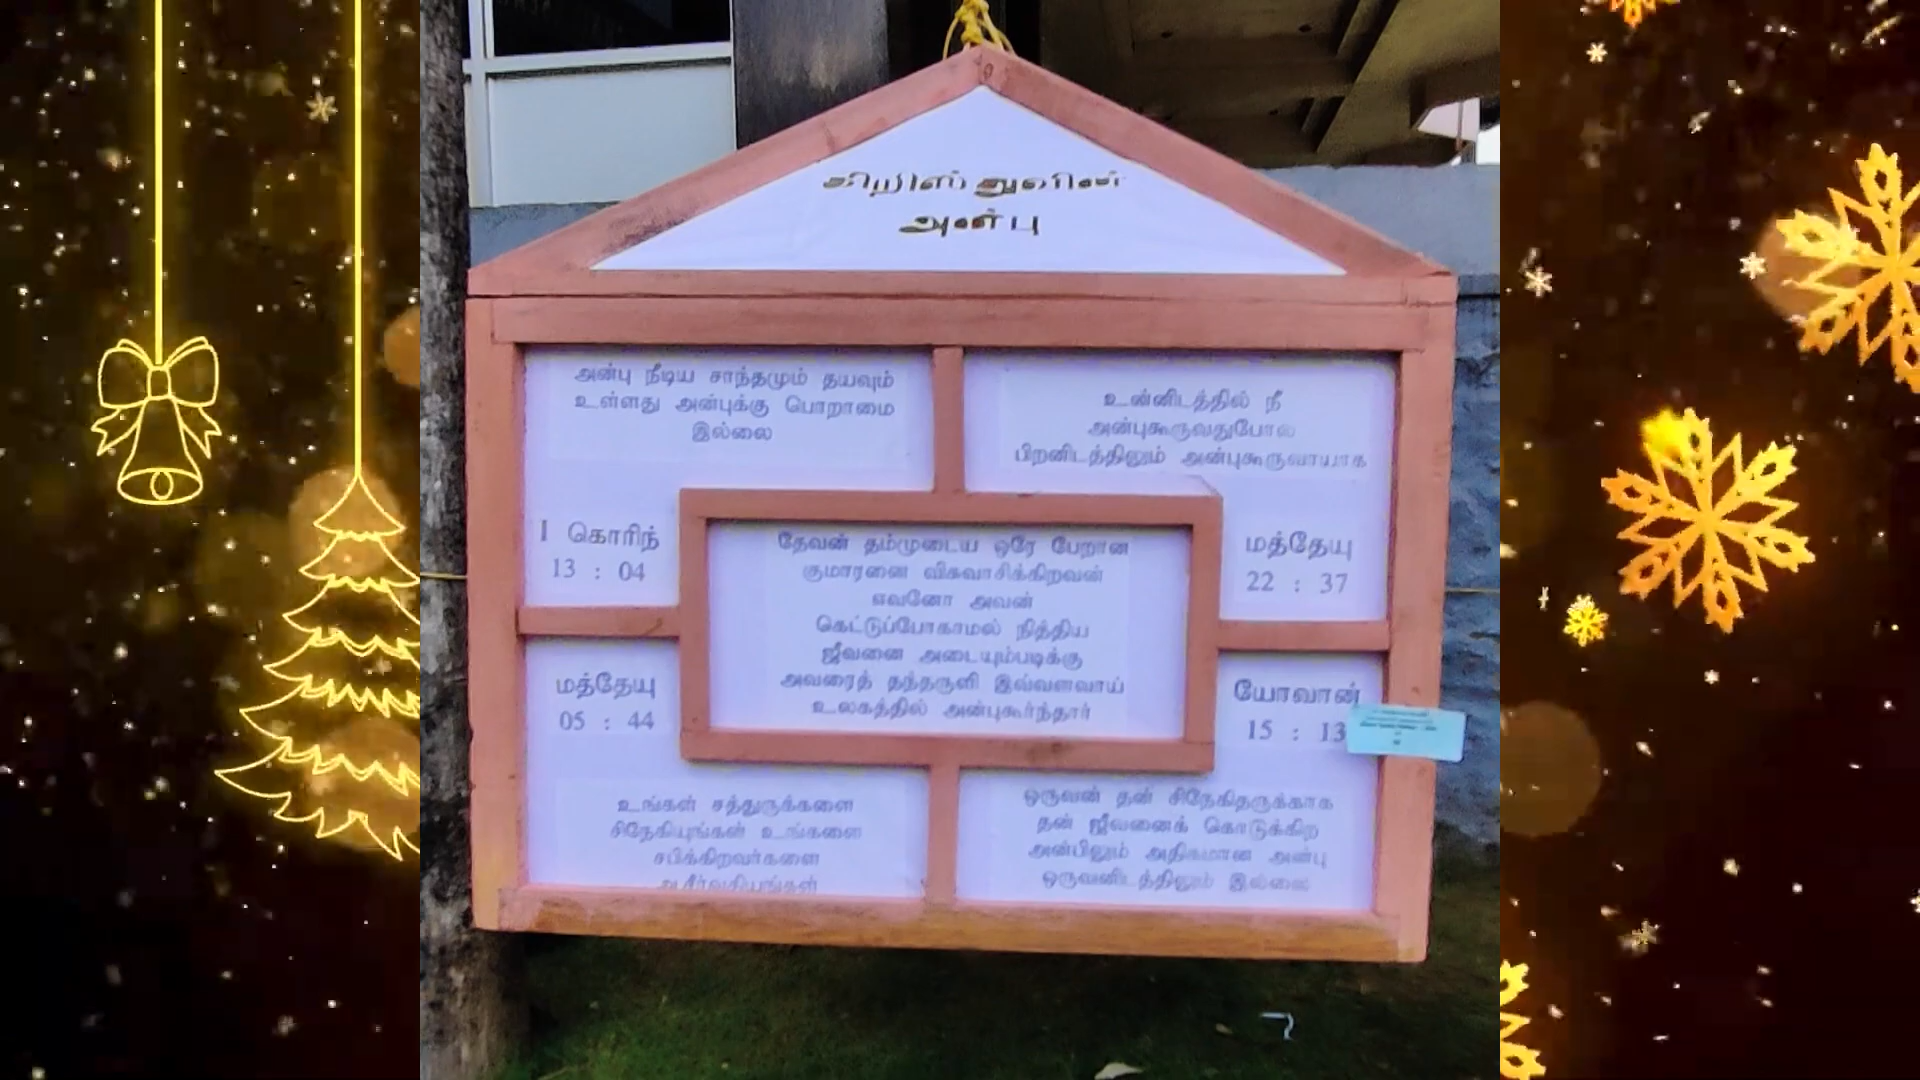 கிறிஸ்துவின்
அன்பு
அன்பு நீடிய சாந்தமும் தயவும்
உள்ளது அன்புக்கு பொறாமை
இல்லை
I கொரிந்
13 : 04
உன்னிடத்தில் நீ
அன்புகூருவதுபோல
பிறனிடத்திலும் அன்புகூருவாயாக
மத்தேயு
22 : 37
தேவன் தம்முடைய ஒரே பேறான
குமாரனை விசுவாசிக்கிறவன்
எவனோ அவன்
கெட்டுப்போகாமல் நித்திய
ஜீவனை அடையும்படிக்கு
அவரைத் தந்தருளி இவ்வளவாய்
உலகத்தில் அன்புகூர்ந்தார்
மத்தேயு
05 : 44
உங்கள் சத்துருக்களை
சிநேகியுங்கள் உங்களை
சபிக்கிறவர்களை
ஆசீர்வதியுங்கள்
யோவான்
15 : 13
ஒருவன் தன் சிநேகிதருக்காக
தன் ஜீவனைக் கொடுக்கிற
அன்பிலும் அதிகமான அன்பு
ஒருவனிடத்திலும் இல்லை